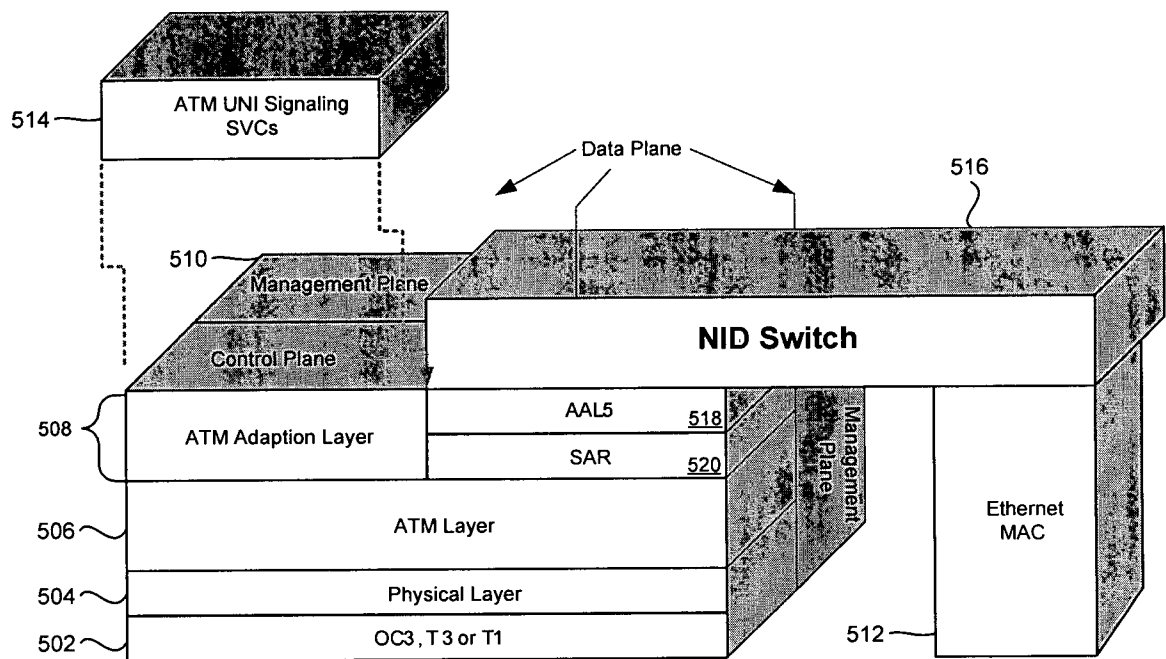 514
ATM UNI Signaling
SVCs
Data Plane
516
510
Management Plane
NID Switch
Control Plane
508
ATM Adaption Layer
AAL5
518
SAR
520
Management
Plane
506
ATM Layer
Ethernet
MAC
504
Physical Layer
502
OC3, T3 or T1
512